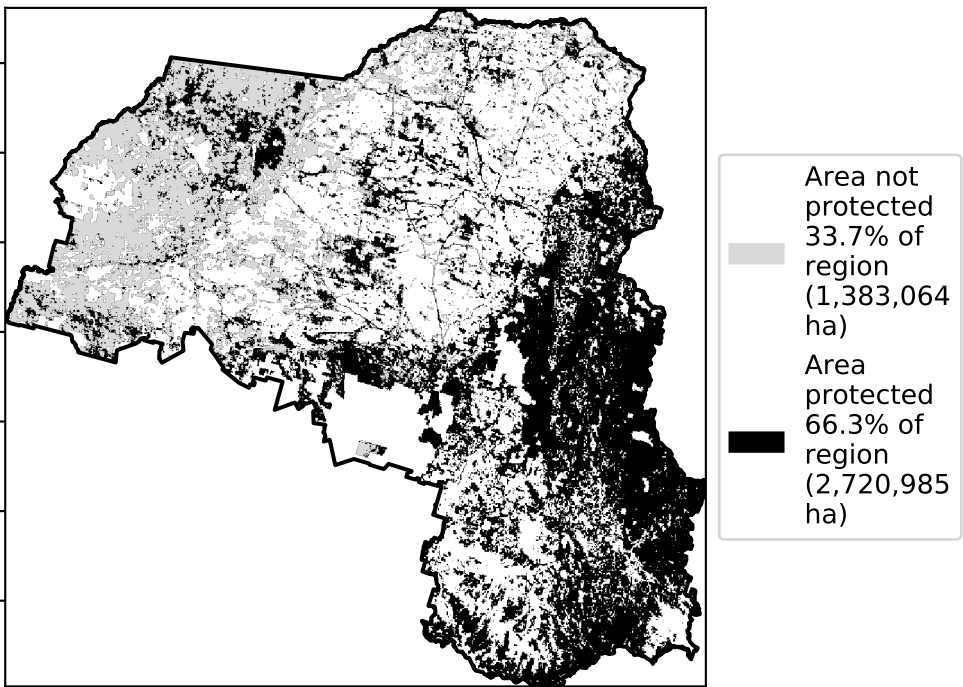 Area not
protected
33.7% of
region
(1,383,064
ha)
Area
protected
66.3% of
region
(2,720,985
ha)